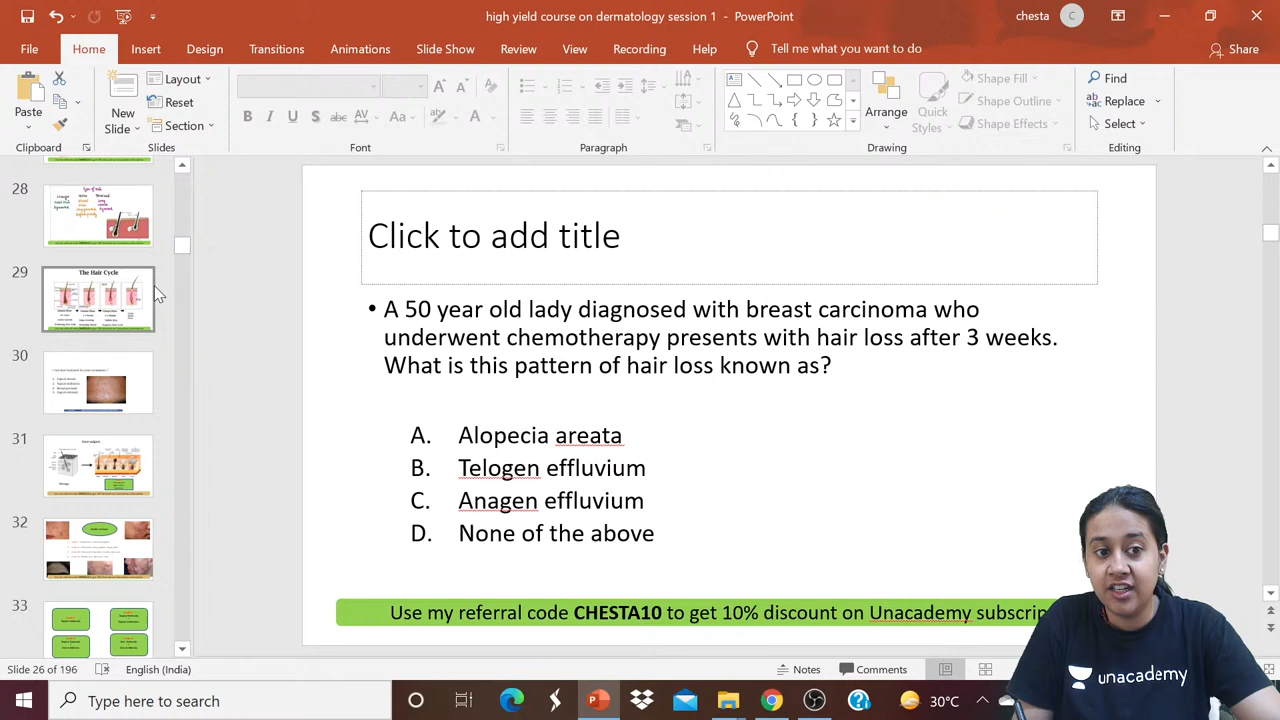 high yield course on dermatology session 1 - PowerPoint
chesta C
File Home Insert Design Transitions Animations Slide Show Review View Recording Help Tell me what you want to do Share
Paste
Clipboard
New Slide
Layout
Reset
Section
Slides
B I U S abc AV Aa A
Font
Paragraph
Arrange
Quick Styles
Shape Fill
Shape Outline
Shape Effects
Drawing
Find
Replace
Select
Editing
28
29
The Hair Cycle
30
31
32
33
Click to add title
• A 50 year old lady diagnosed with breast carcinoma who
underwent chemotherapy presents with hair loss after 3 weeks.
What is this pattern of hair loss known as?
A. Alopecia areata
B. Telogen effluvium
C. Anagen effluvium
D. None of the above
Use my referral code CHESTA10 to get 10% discount on Unacademy subscrip
unacademy
Slide 26 of 196 English (India) Notes Comments
Type here to search 30°C